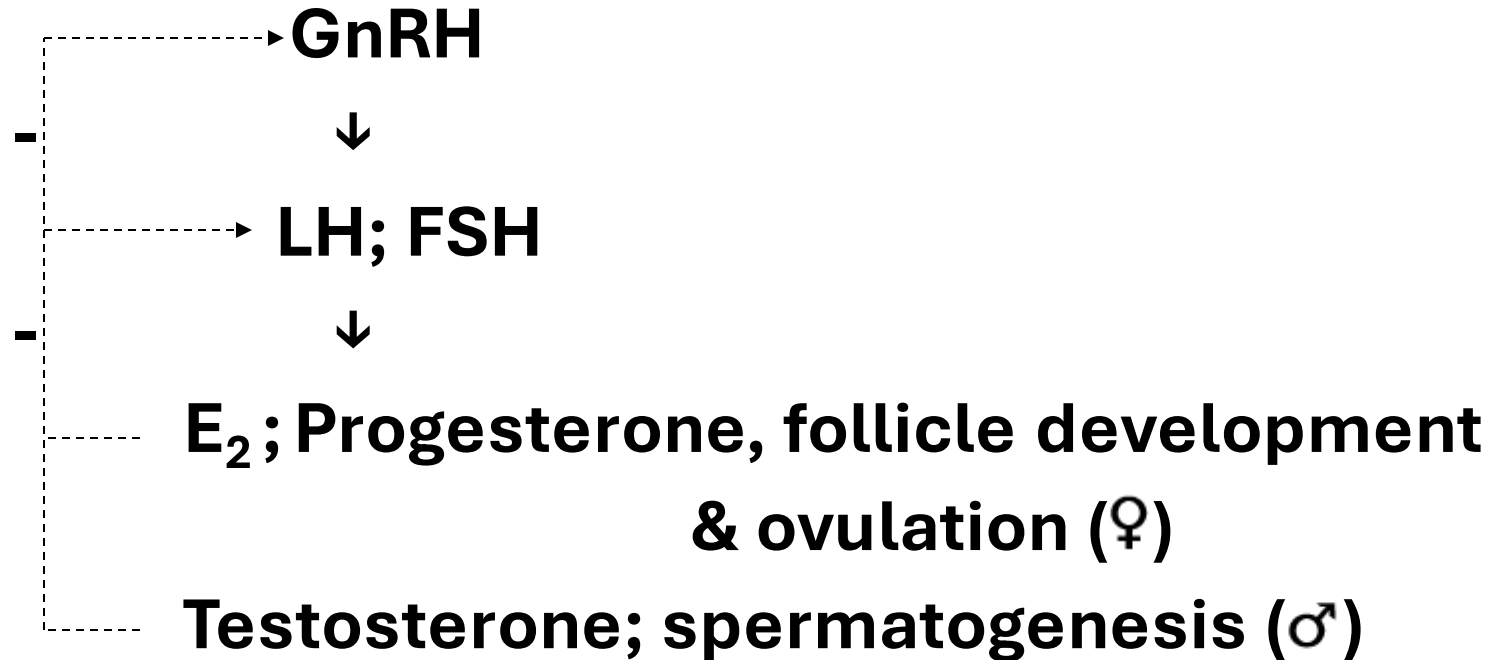 GnRH
-
↓
LH; FSH
-
↓
E₂; Progesterone, follicle development
& ovulation (♀)
Testosterone; spermatogenesis (♂)